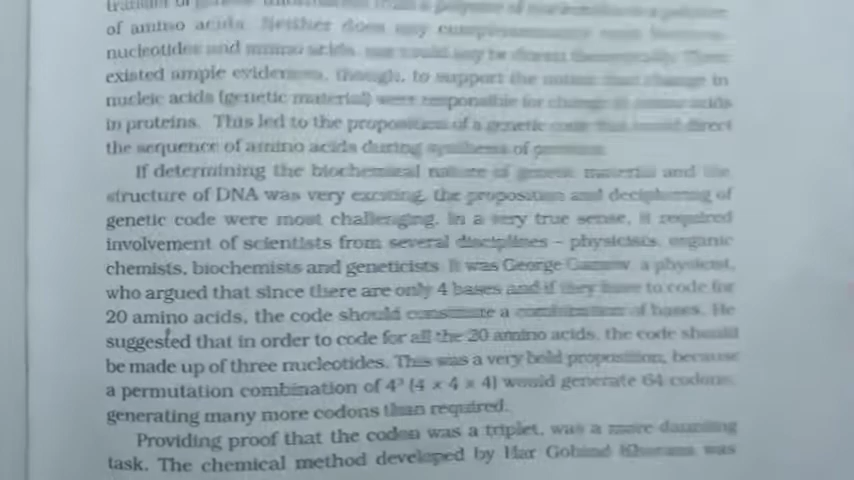 of amino acids. Neither does any
nucleotides and amino acids, nor could any be drawn theoretically. There
existed ample evidences, though, to support the notion that change in
nucleic acids (genetic material) were responsible for change in amino acids
in proteins. This led to the proposition of a genetic code that could direct
the sequence of amino acids during synthesis of proteins.
If determining the biochemical nature of genetic material and the
structure of DNA was very exciting, the proposition and deciphering of
genetic code were most challenging. In a very true sense, it required
involvement of scientists from several disciplines – physicists, organic
chemists, biochemists and geneticists. It was George Gamow, a physicist,
who argued that since there are only 4 bases and if they have to code for
20 amino acids, the code should constitute a combination of bases. He
suggested that in order to code for all the 20 amino acids, the code should
be made up of three nucleotides. This was a very bold proposition, because
a permutation combination of 4³ (4 × 4 × 4) would generate 64 codons;
generating many more codons than required.
Providing proof that the codon was a triplet, was a more daunting
task. The chemical method developed by Har Gobind Khorana was